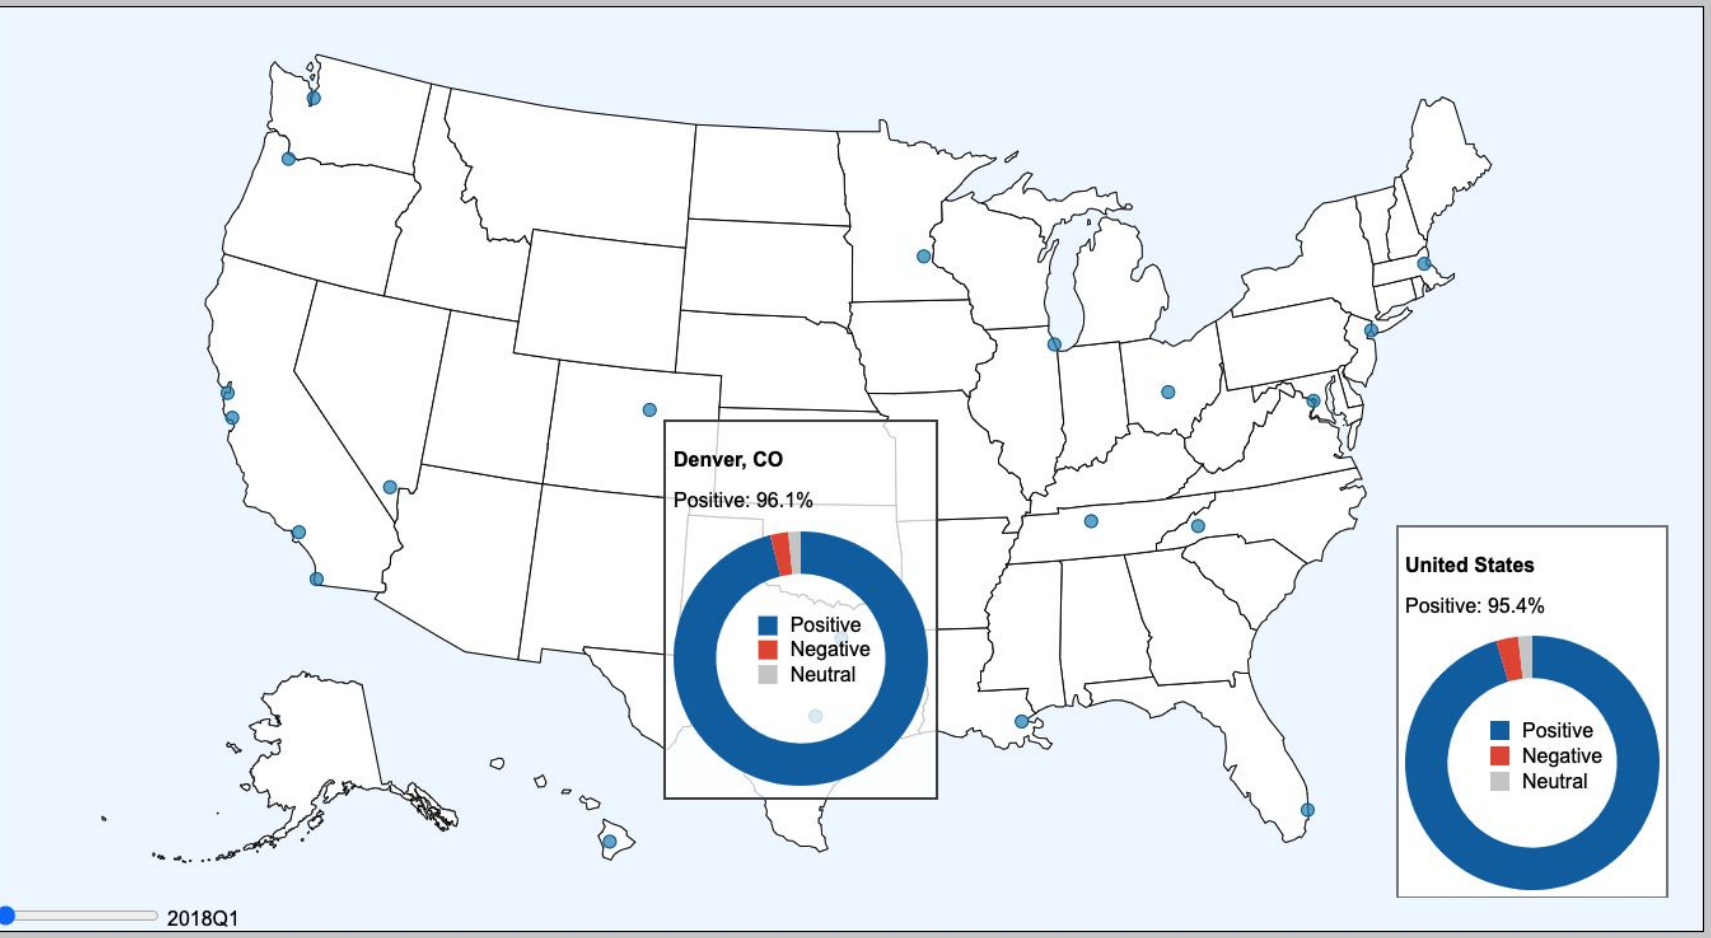 Denver, CO
Positive: 96.1%
Positive
Negative
Neutral
United States
Positive: 95.4%
Positive
Negative
Neutral
2018Q1